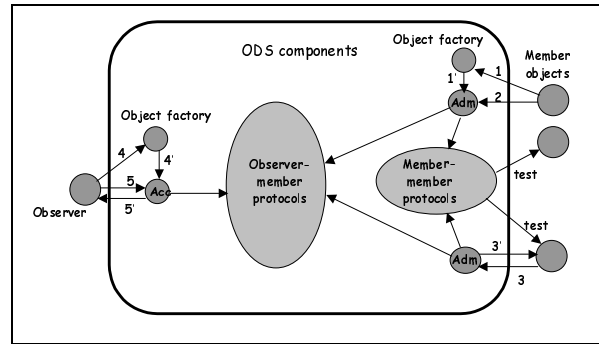 Object factory
ODS components
Member
objects
1
1'
2
Adm
Object factory
4
4'
Observer-
member
protocols
Member-
member
protocols
test
5
Acc
5'
Observer
test
3'
Adm
3